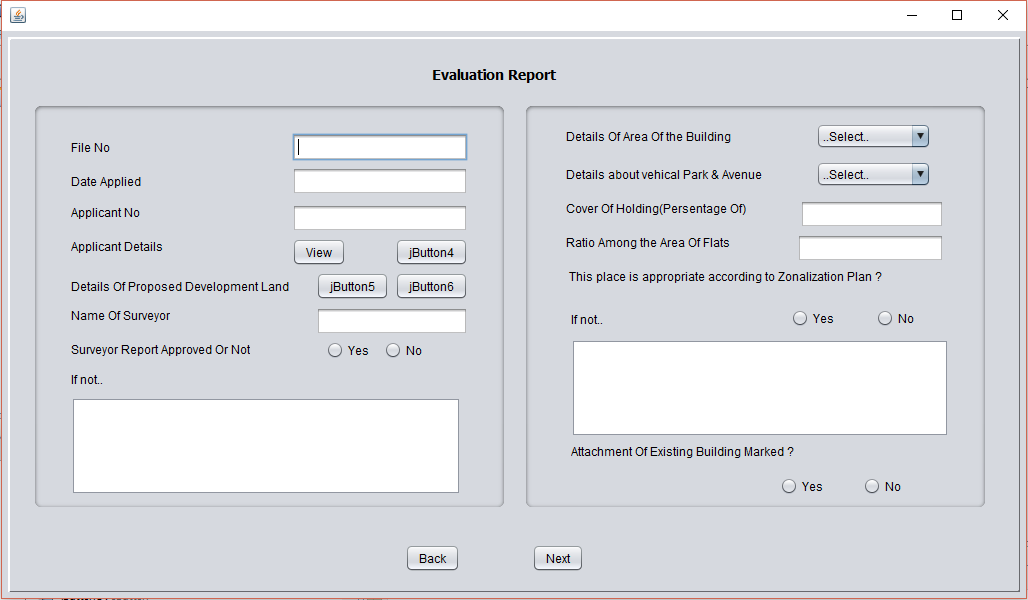 Evaluation Report
File No
Date Applied
Applicant No
Applicant Details View jButton4
Details Of Proposed Development Land jButton5 jButton6
Name Of Surveyor
Surveyor Report Approved Or Not Yes No
If not..
Details Of Area Of the Building ..Select..
Details about vehical Park & Avenue ..Select..
Cover Of Holding(Persentage Of)
Ratio Among the Area Of Flats
This place is appropriate according to Zonalization Plan ?
If not.. Yes No
Attachment Of Existing Building Marked ?
Yes No
Back Next